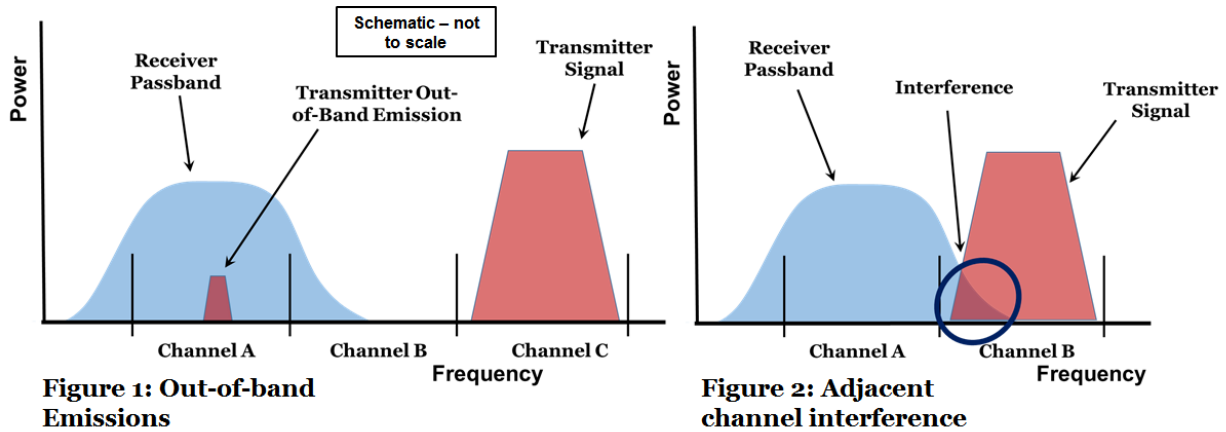 Schematic – not
to scale
Power
Receiver
Passband
Transmitter Out-
of-Band Emission
Transmitter
Signal
Channel A
Channel B
Channel C
Frequency
Figure 1: Out-of-band
Emissions
Power
Receiver
Passband
Interference
Transmitter
Signal
Channel A
Channel B
Frequency
Figure 2: Adjacent
channel interference